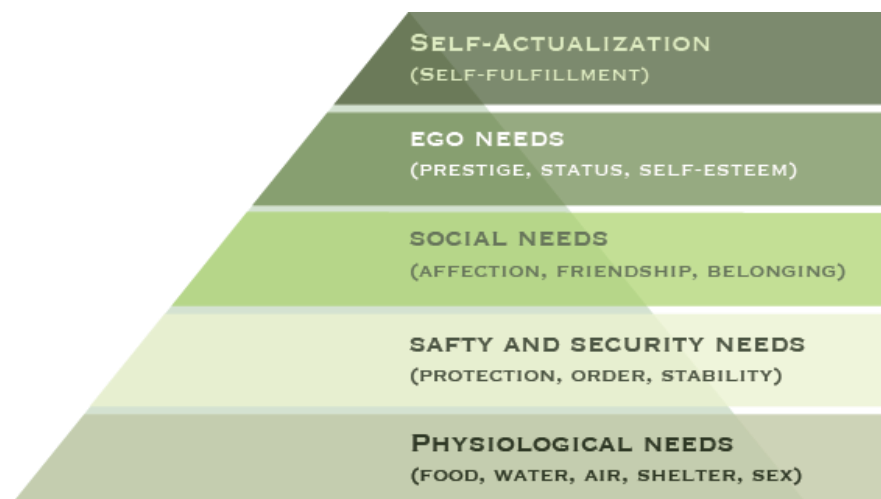 Self-Actualization
(Self-fulfillment)
EGO NEEDS
(PRESTIGE, STATUS, SELF-ESTEEM)
SOCIAL NEEDS
(AFFECTION, FRIENDSHIP, BELONGING)
SAFTY AND SECURITY NEEDS
(PROTECTION, ORDER, STABILITY)
Physiological needs
(FOOD, WATER, AIR, SHELTER, SEX)